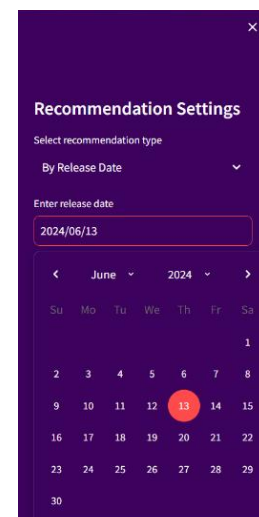 ×
Recommendation Settings
Select recommendation type
By Release Date
Enter release date
2024/06/13
June 2024
Su Mo Tu We Th Fr Sa
1
2 3 4 5 6 7 8
9 10 11 12 13 14 15
16 17 18 19 20 21 22
23 24 25 26 27 28 29
30